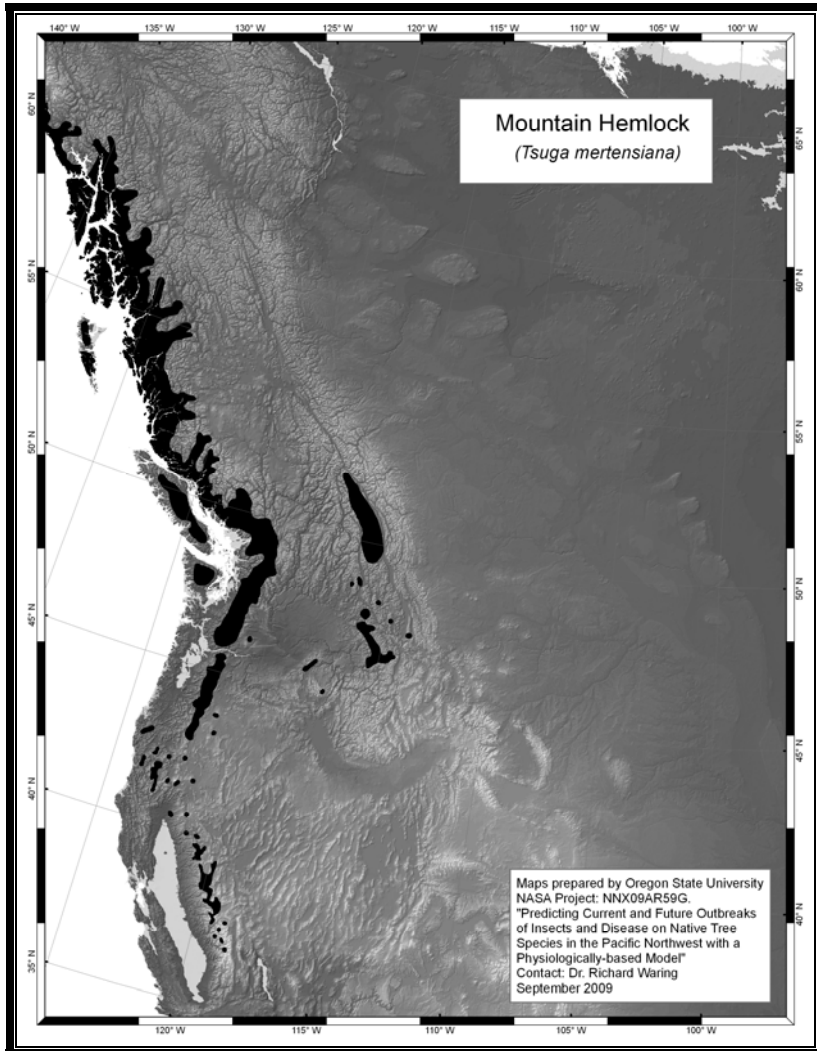 140° W 135° W 130° W 125° W 120° W 115° W 110° W 105° W 100° W
Mountain Hemlock
(Tsuga mertensiana)
60° N
55° N
50° N
45° N
40° N
35° N
65° N
60° N
55° N
50° N
45° N
40° N
Maps prepared by Oregon State University
NASA Project: NNX09AR59G.
"Predicting Current and Future Outbreaks
of Insects and Disease on Native Tree
Species in the Pacific Northwest with a
Physiologically-based Model"
Contact: Dr. Richard Waring
September 2009
120° W 115° W 110° W 105° W 100° W